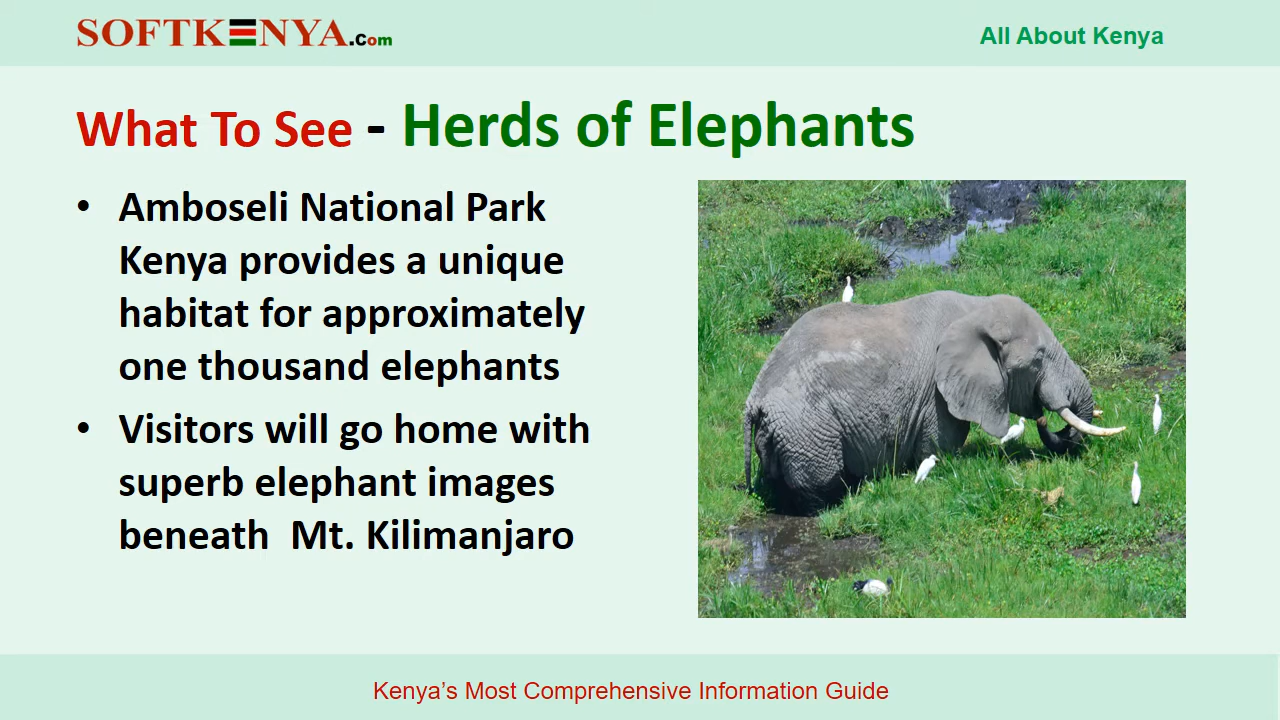 SOFTKENYA.Com
All About Kenya
What To See - Herds of Elephants
• Amboseli National Park
Kenya provides a unique
habitat for approximately
one thousand elephants
• Visitors will go home with
superb elephant images
beneath  Mt. Kilimanjaro
Kenya’s Most Comprehensive Information Guide